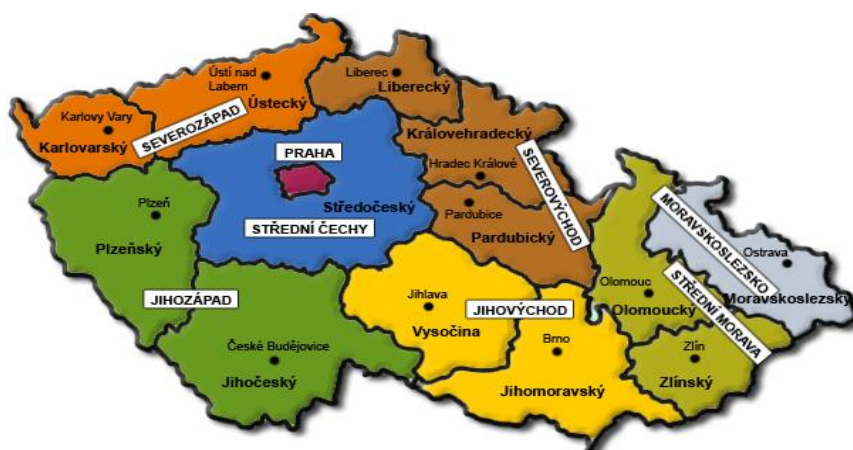 Ústí nad
Labem
Ústecký
Liberec
Liberecký
Karlovy Vary
Karlovarský
SEVEROZÁPAD
Královehradecký
Hradec Králové
SEVEROVÝCHOD
PRAHA
Středočeský
STŘEDNÍ ČECHY
Pardubice
Pardubický
Plzeň
Plzeňský
JIHOZÁPAD
MORAVSKOSLEZSKO
Ostrava
Moravskoslezský
Olomouc
Olomoucký
STŘEDNÍ MORAVA
Jihlava
Vysočina
JIHOVÝCHOD
České Budějovice
Jihočeský
Brno
Jihomoravský
Zlín
Zlínský